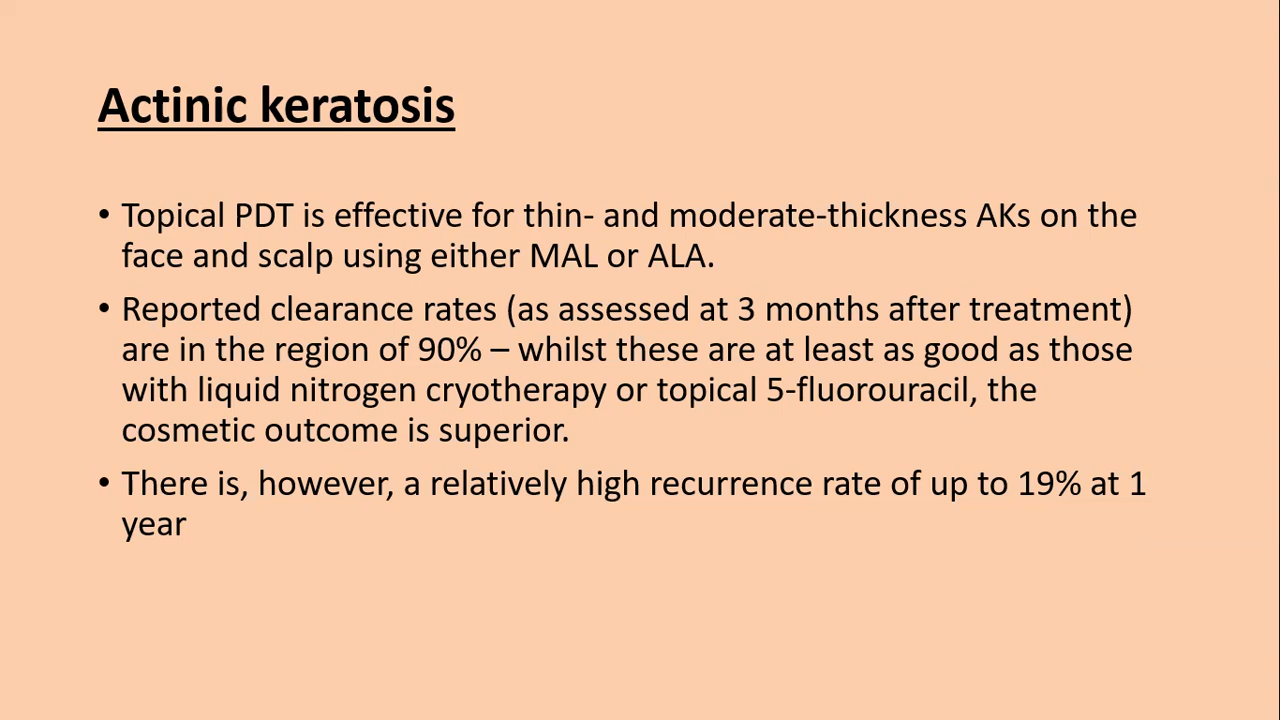 Actinic keratosis
• Topical PDT is effective for thin- and moderate-thickness AKs on the
face and scalp using either MAL or ALA.
• Reported clearance rates (as assessed at 3 months after treatment)
are in the region of 90% – whilst these are at least as good as those
with liquid nitrogen cryotherapy or topical 5-fluorouracil, the
cosmetic outcome is superior.
• There is, however, a relatively high recurrence rate of up to 19% at 1
year